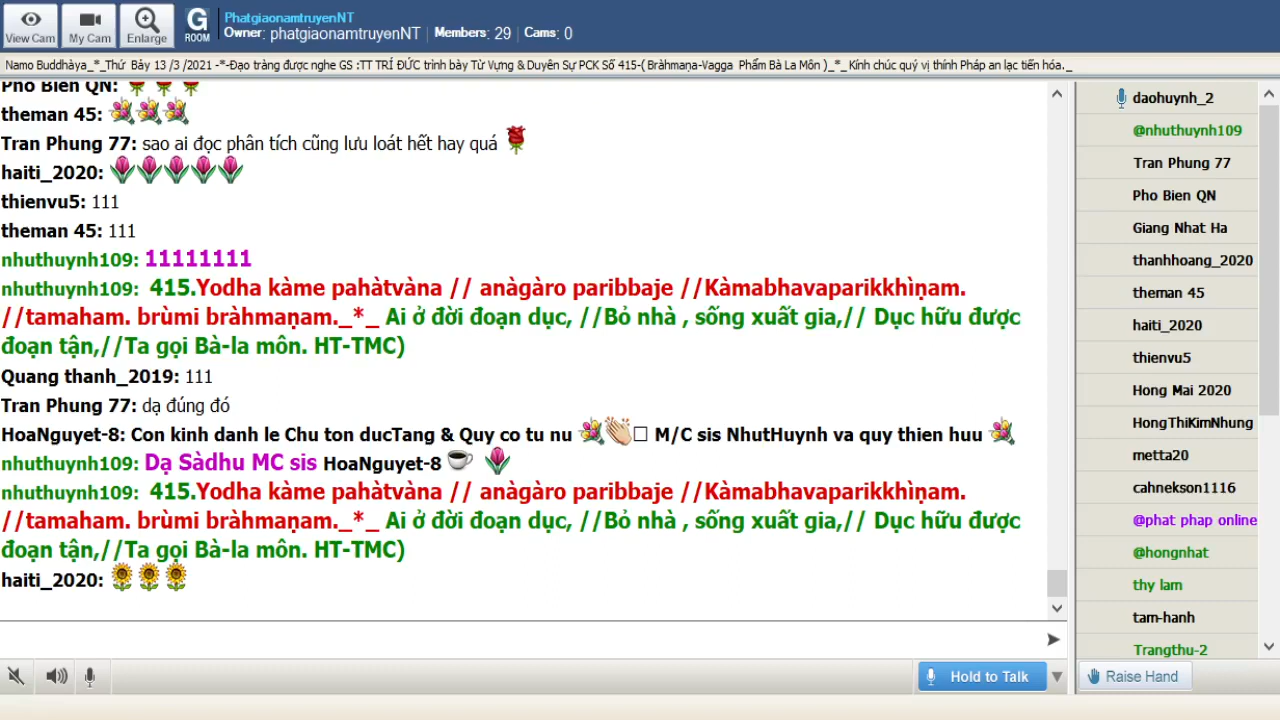 View Cam
My Cam
Enlarge
G
ROOM
PhatgiaonamtruyenNT
Owner: phatgiaonamtruyenNT | Members: 29 | Cams: 0
Namo Buddhàya_*_Thứ Bảy 13 /3 /2021 -*-Đạo tràng được nghe GS :TT TRÍ ĐỨC trình bày Từ Vựng & Duyên Sự PCK Số 415-( Bràhmaṇa-Vagga Phẩm Bà La Môn )_*_ Kính chúc quý vị thính Pháp an lạc tiến hóa._
Pho Bien QN:
theman 45:
Tran Phung 77: sao ai đọc phân tích cũng lưu loát hết hay quá
haiti_2020:
thienvu5: 111
theman 45: 111
nhuthuynh109: 11111111
nhuthuynh109: 415.Yodha kàme pahàtvàna // anàgàro paribbaje //Kàmabhavaparikkhìṇam.
//tamaham. brùmi bràhmaṇam._*_ Ai ở đời đoạn dục, //Bỏ nhà , sống xuất gia,// Dục hữu được
đoạn tận,//Ta gọi Bà-la môn. HT-TMC)
Quang thanh_2019: 111
Tran Phung 77: dạ đúng đó
HoaNguyet-8: Con kinh danh le Chu ton ducTang & Quy co tu nu M/C sis NhutHuynh va quy thien huu
nhuthuynh109: Dạ Sàdhu MC sis HoaNguyet-8
nhuthuynh109: 415.Yodha kàme pahàtvàna // anàgàro paribbaje //Kàmabhavaparikkhìṇam.
//tamaham. brùmi bràhmaṇam._*_ Ai ở đời đoạn dục, //Bỏ nhà , sống xuất gia,// Dục hữu được
đoạn tận,//Ta gọi Bà-la môn. HT-TMC)
haiti_2020:
Hold to Talk
daohuynh_2
@nhuthuynh109
Tran Phung 77
Pho Bien QN
Giang Nhat Ha
thanhhoang_2020
theman 45
haiti_2020
thienvu5
Hong Mai 2020
HongThiKimNhung
metta20
cahnekson1116
@phat phap online
@hongnhat
thy lam
tam-hanh
Trangthu-2
Raise Hand